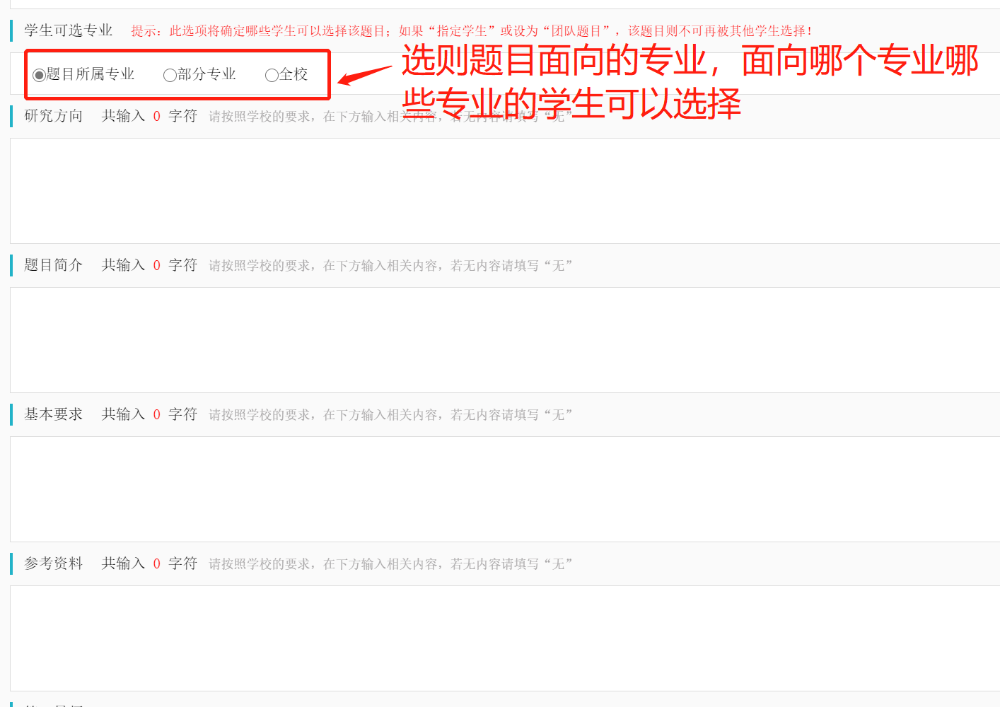 学生可选专业 提示：此选项将确定哪些学生可以选择该题目；如果“指定学生”或设为“团队题目”，该题目则不可再被其他学生选择！
题目所属专业 部分专业 全校
选则题目面向的专业，面向哪个专业哪
些专业的学生可以选择
研究方向 共输入 0 字符 请按照学校的要求，在下方输入相关内容，若无内容请填写“无”
题目简介 共输入 0 字符 请按照学校的要求，在下方输入相关内容，若无内容请填写“无”
基本要求 共输入 0 字符 请按照学校的要求，在下方输入相关内容，若无内容请填写“无”
参考资料 共输入 0 字符 请按照学校的要求，在下方输入相关内容，若无内容请填写“无”